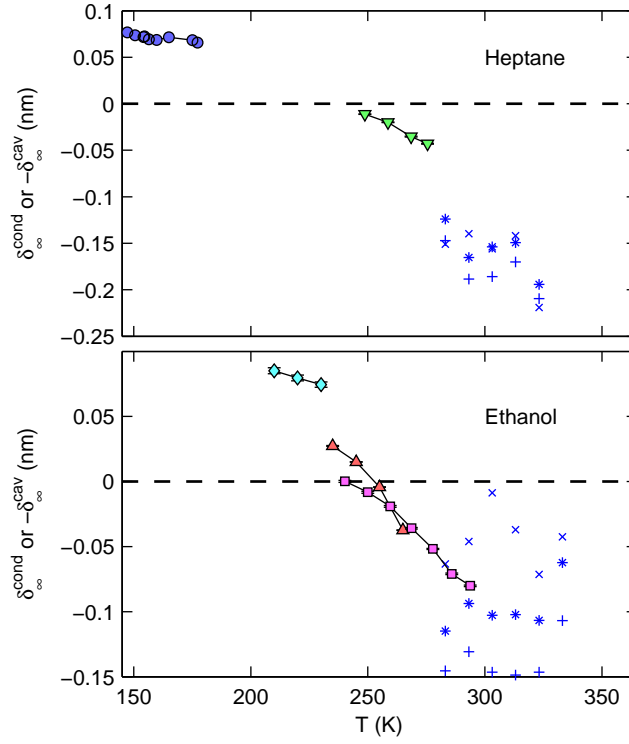 0.1
0.05
0
−0.05
−0.1
−0.15
−0.2
−0.25
δ∞cond or −δ∞cav (nm)
Heptane
0.05
0
−0.05
−0.1
−0.15
δ∞cond or −δ∞cav (nm)
Ethanol
150 200 250 300 350
T (K)